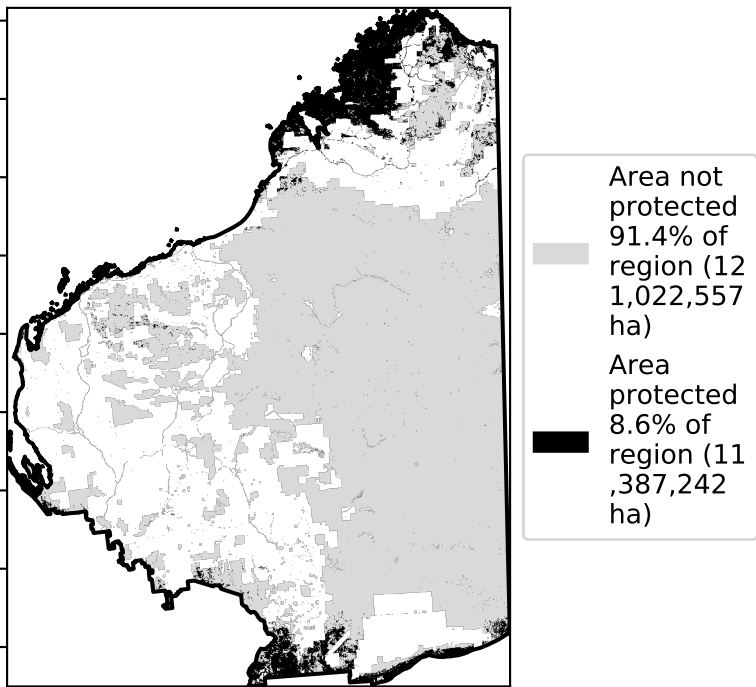 Area not
protected
91.4% of
region (12
1,022,557
ha)
Area
protected
8.6% of
region (11
,387,242
ha)